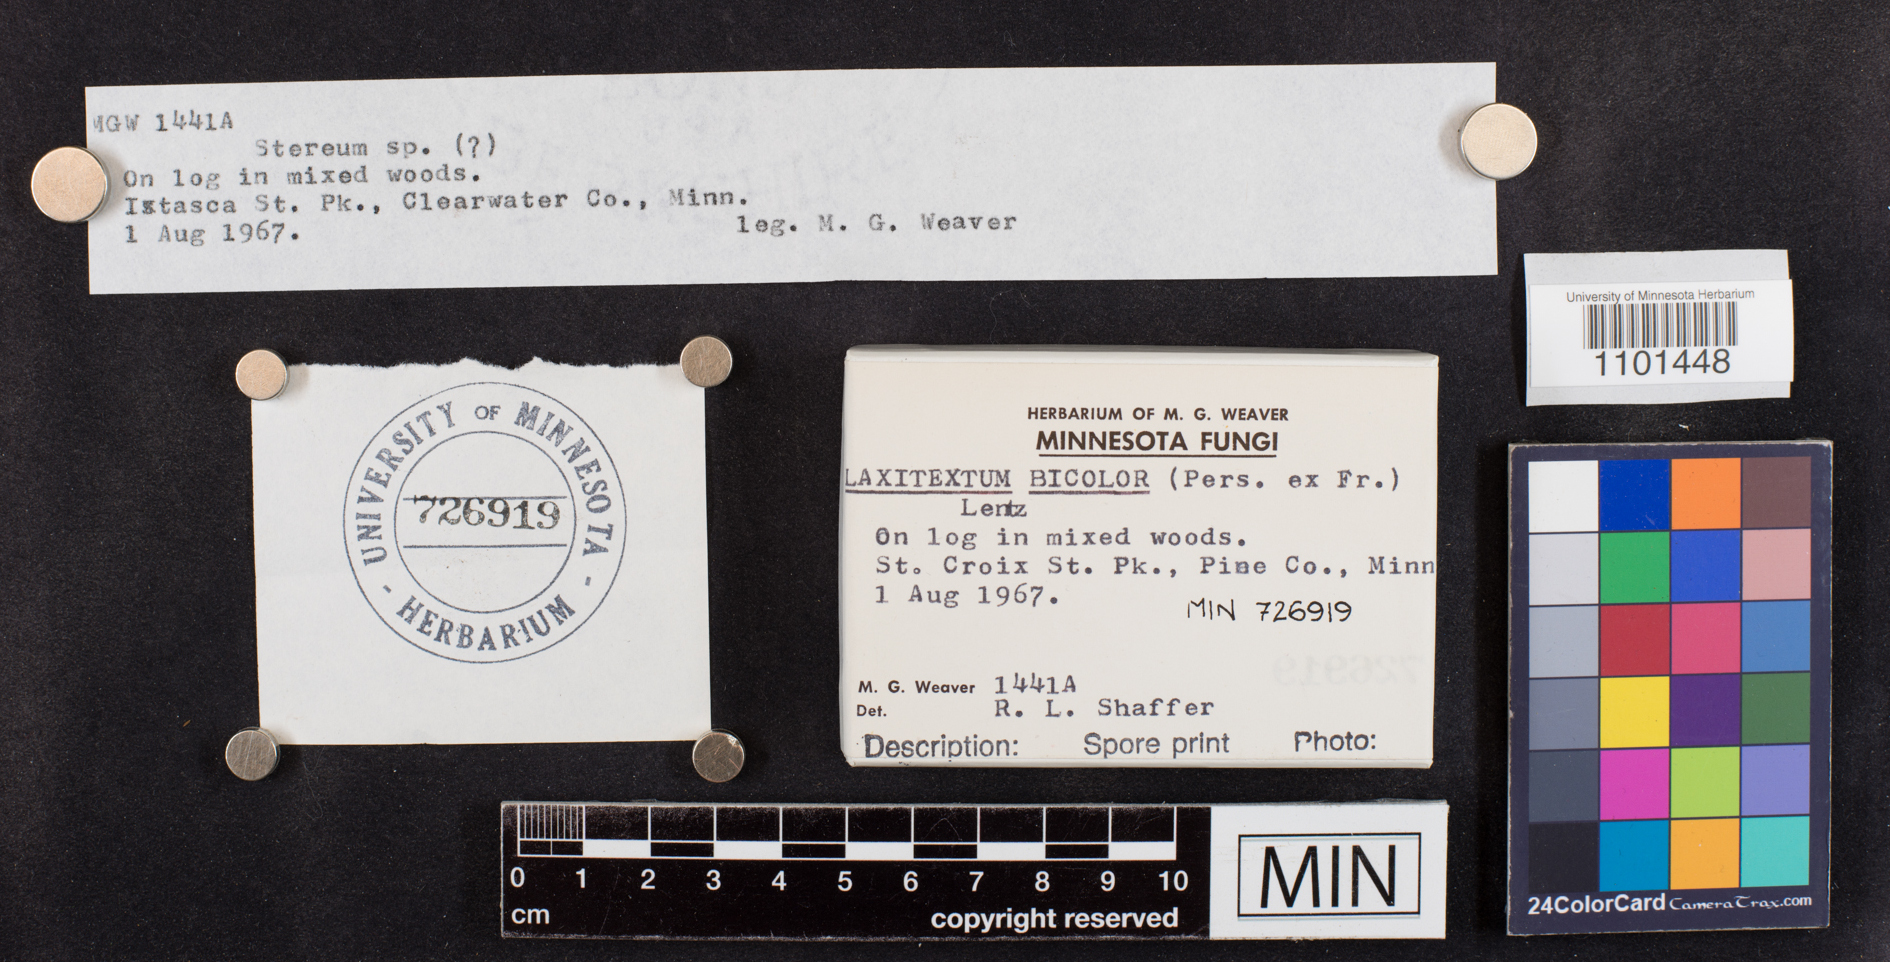 MGW 1441A
Stereum sp. (?)
On log in mixed woods.
Ixtasca St. Pk., Clearwater Co., Minn.
1 Aug 1967.
leg. M. G. Weaver
University of Minnesota Herbarium
1101448
UNIVERSITY OF MINNESOTA
726919
- HERBARIUM -
HERBARIUM OF M. G. WEAVER
MINNESOTA FUNGI
LAXITEXTUM BICOLOR (Pers. ex Fr.)
Lentz
On log in mixed woods.
St. Croix St. Pk., Pine Co., Minn
1 Aug 1967.
MIN 726919
M. G. Weaver 1441A
Det. R. L. Shaffer
Description: Spore print Photo:
0 1 2 3 4 5 6 7 8 9 10
cm
copyright reserved
MIN
24ColorCard CameraTrax.com